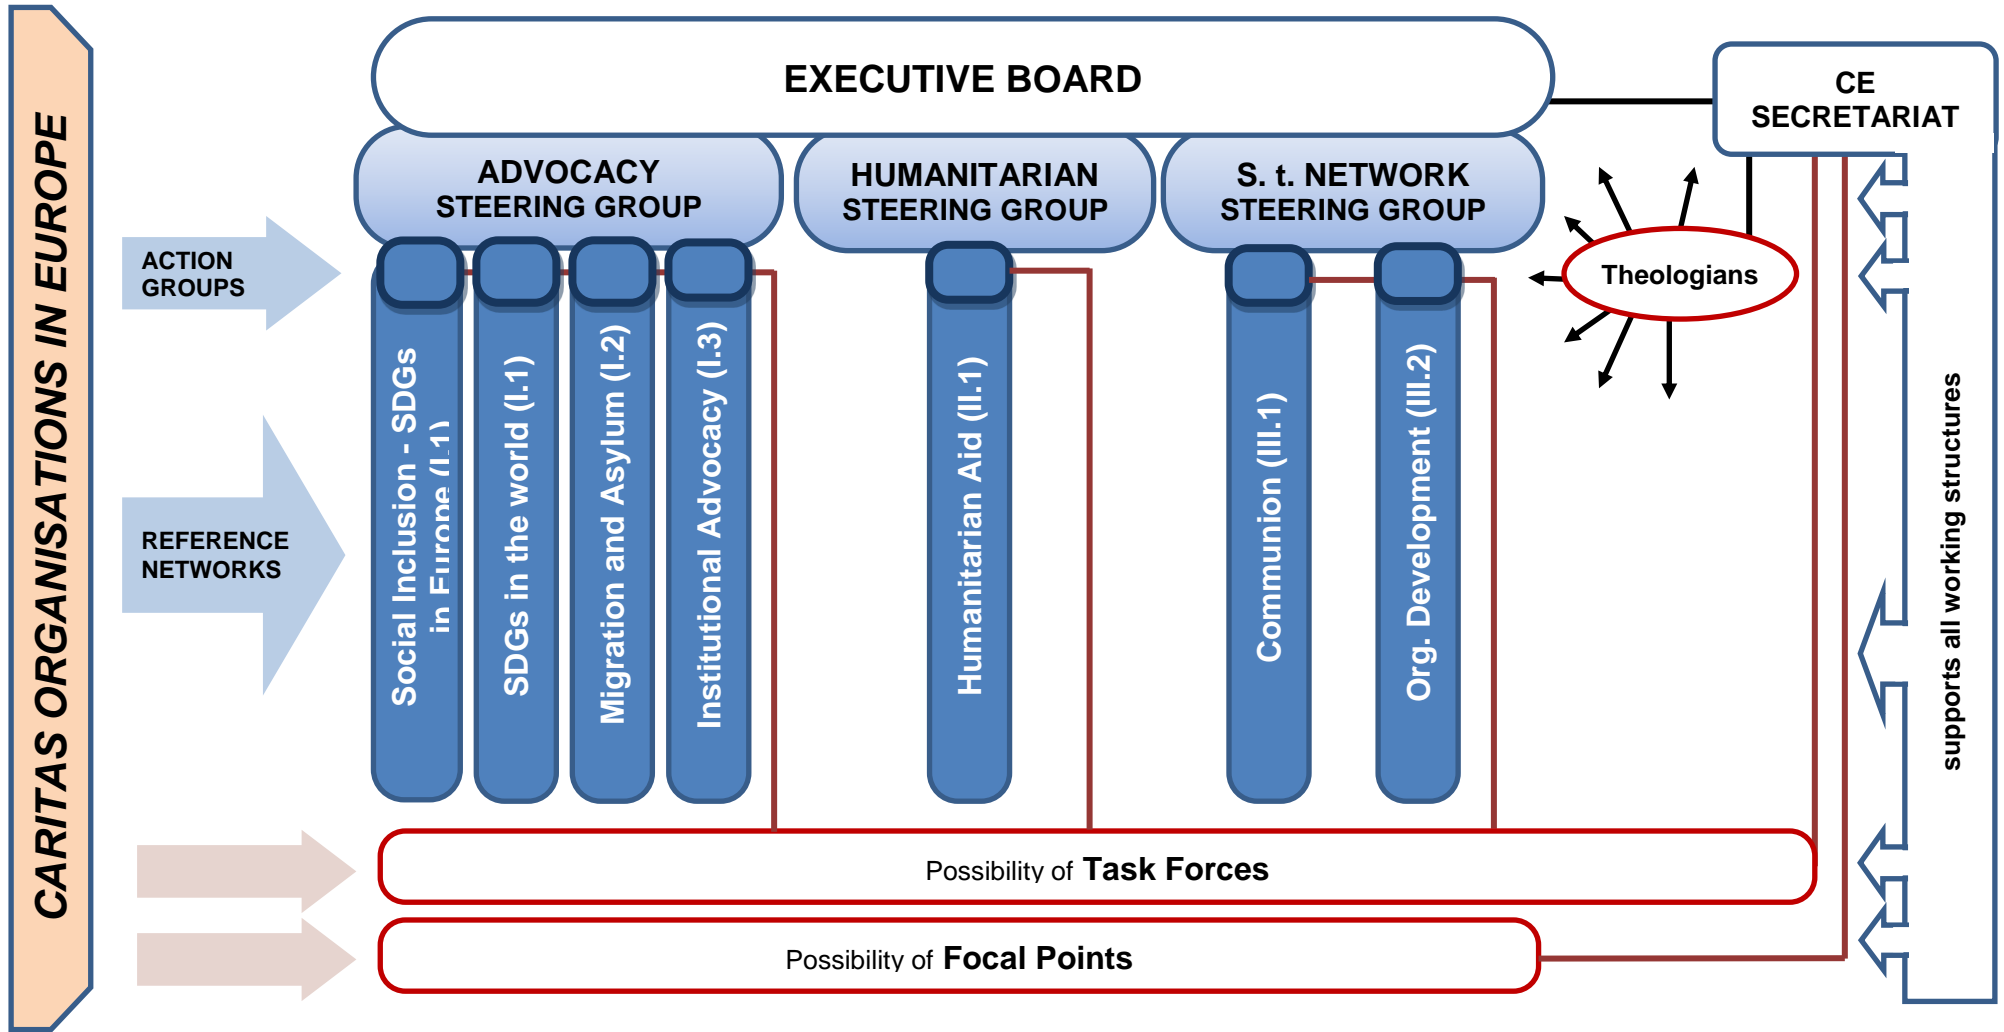 CARITAS ORGANISATIONS IN EUROPE
EXECUTIVE BOARD
CE
SECRETARIAT
ADVOCACY
STEERING GROUP
HUMANITARIAN
STEERING GROUP
S. t. NETWORK
STEERING GROUP
ACTION
GROUPS
Theologians
REFERENCE
NETWORKS
Social Inclusion - SDGs
in Europe (I.1)
SDGs in the world (I.1)
Migration and Asylum (I.2)
Institutional Advocacy (I.3)
Humanitarian Aid (II.1)
Communion (III.1)
Org. Development (III.2)
supports all working structures
Possibility of Task Forces
Possibility of Focal Points